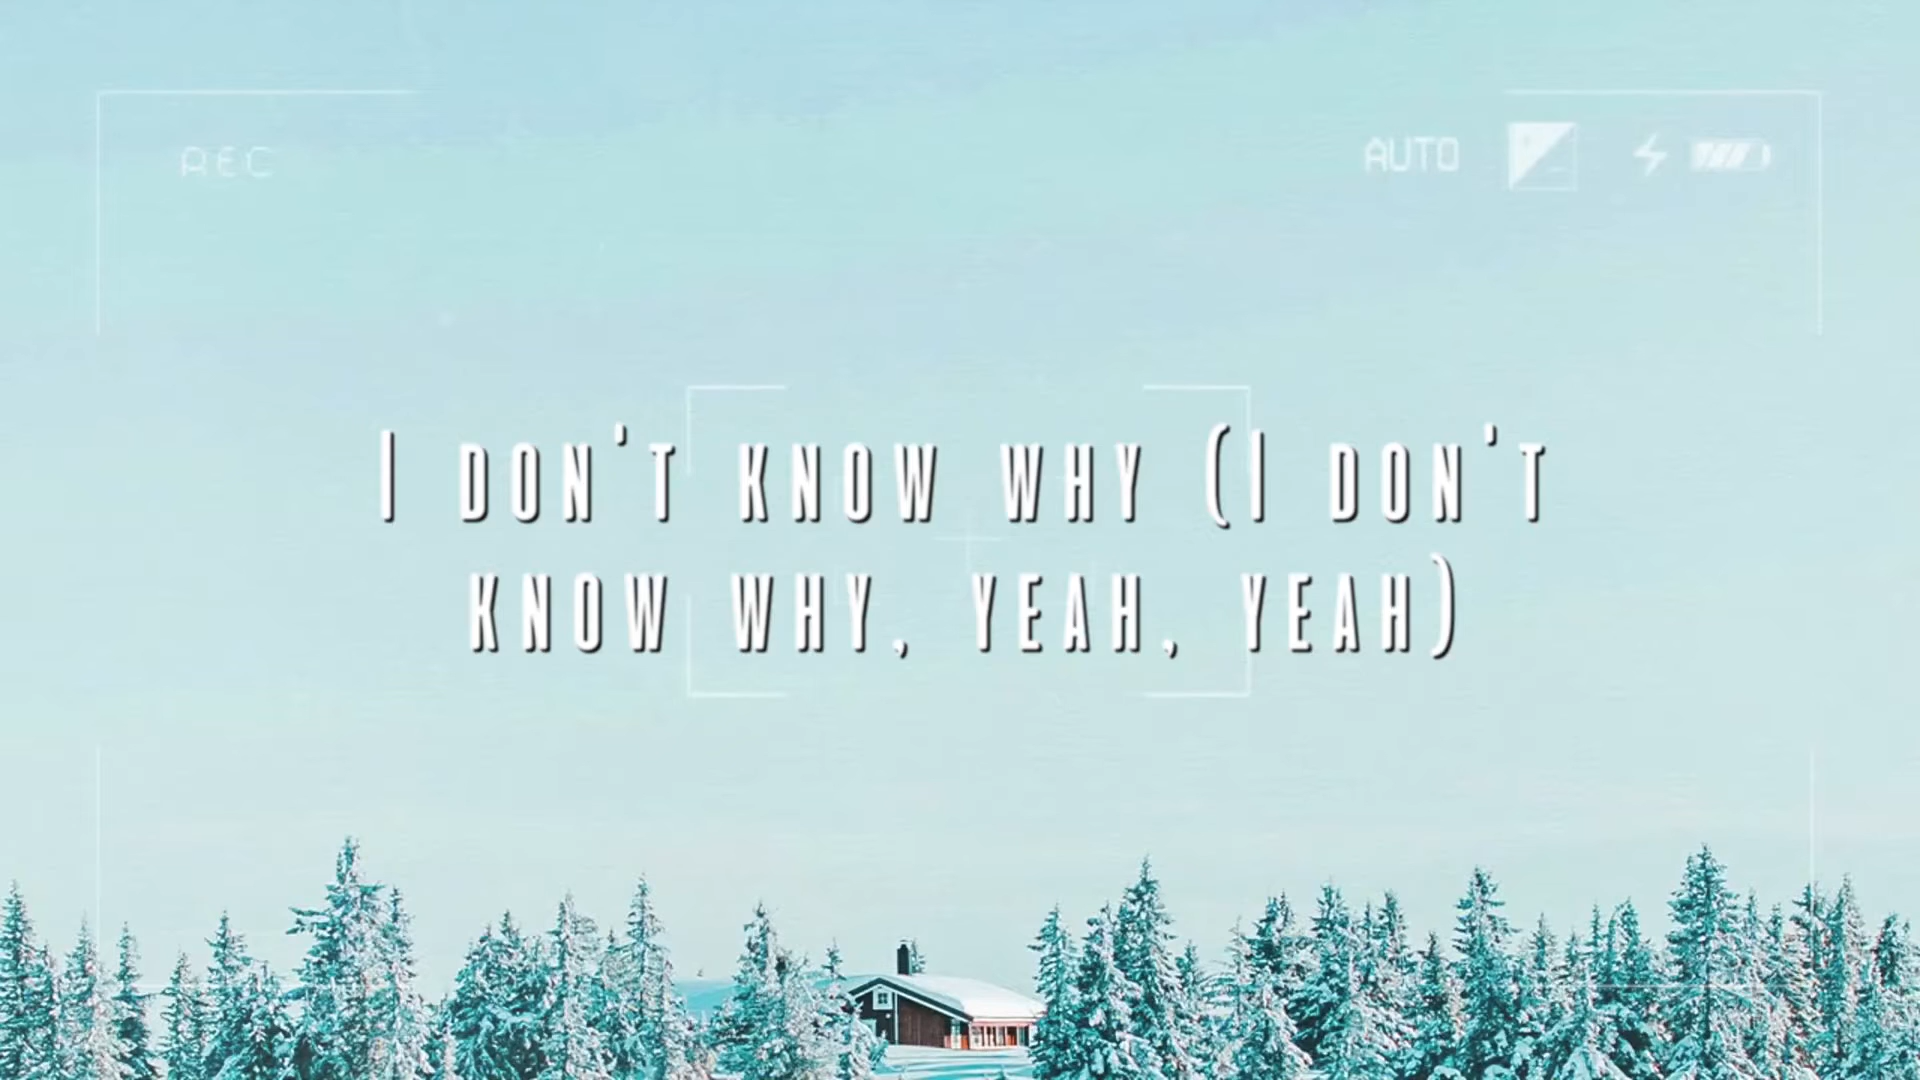 REC
AUTO
I DON'T KNOW WHY (I DON'T
KNOW WHY, YEAH, YEAH)